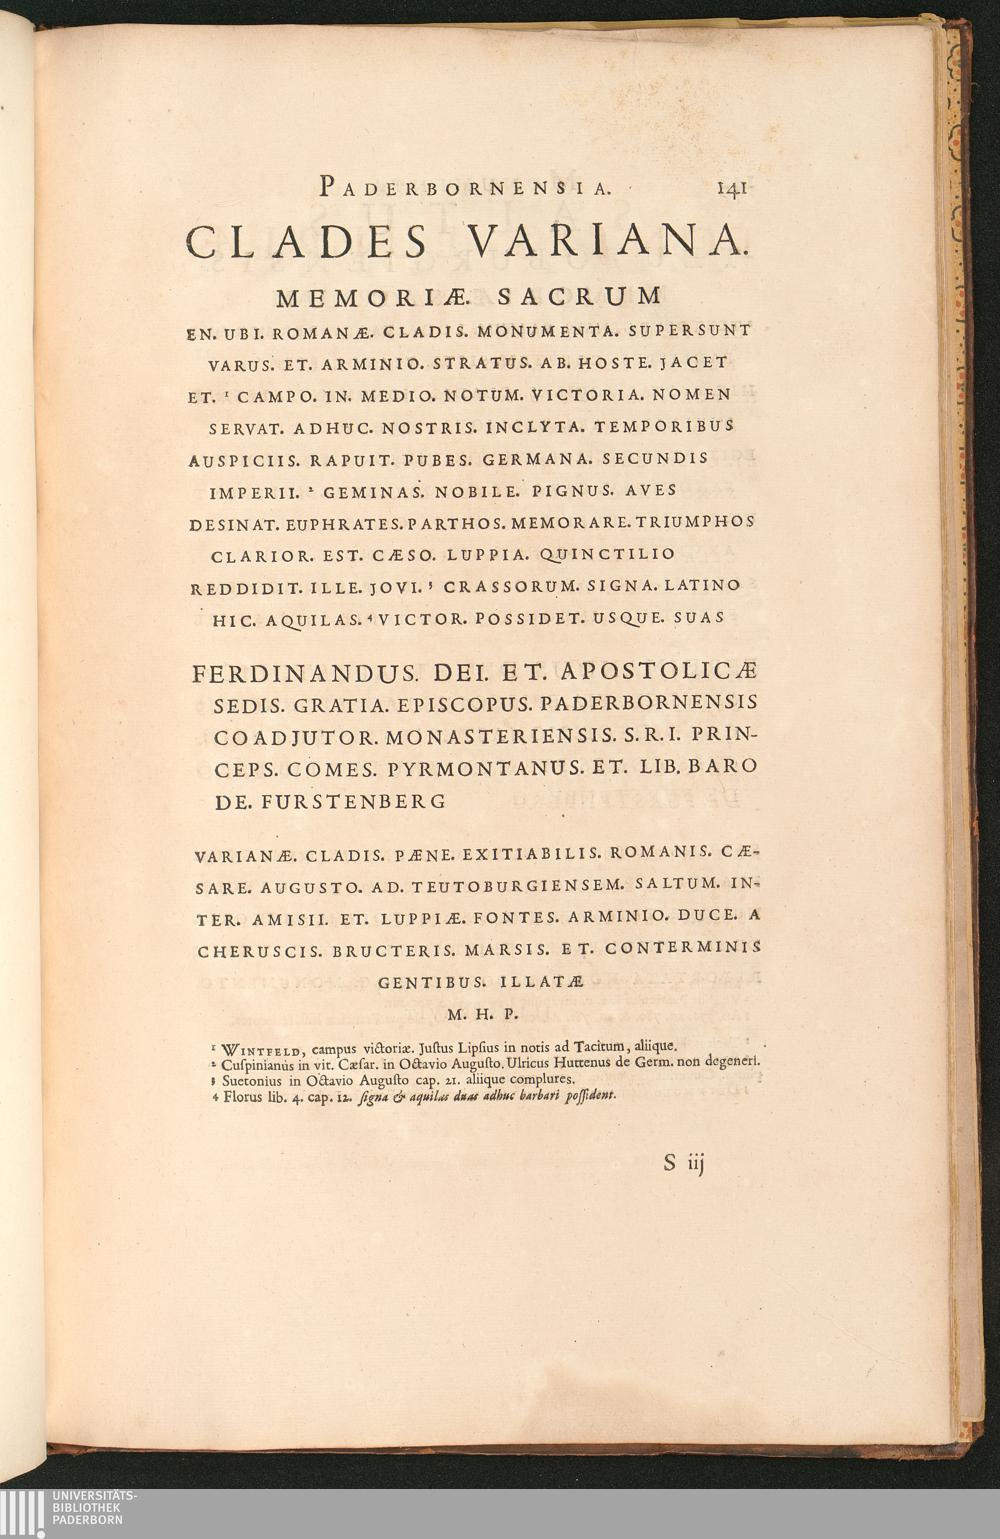 PADERBORNENSIA. 141
CLADES VARIANA.
MEMORIÆ. SACRUM
EN. UBI. ROMANÆ. CLADIS. MONUMENTA. SUPERSUNT
VARUS. ET. ARMINIO. STRATUS. AB. HOSTE. JACET
ET. ¹ CAMPO. IN. MEDIO. NOTUM. VICTORIA. NOMEN
SERVAT. ADHUC. NOSTRIS. INCLYTA. TEMPORIBUS
AUSPICIIS. RAPUIT. PUBES. GERMANA. SECUNDIS
IMPERII. ² GEMINAS. NOBILE. PIGNUS. AVES
DESINAT. EUPHRATES. PARTHOS. MEMORARE. TRIUMPHOS
CLARIOR. EST. CÆSO. LUPPIA. QUINCTILIO
REDDIDIT. ILLE. JOVI. ³ CRASSORUM. SIGNA. LATINO
HIC. AQUILAS. ⁴ VICTOR. POSSIDET. USQUE. SUAS
FERDINANDUS. DEI. ET. APOSTOLICÆ
SEDIS. GRATIA. EPISCOPUS. PADERBORNENSIS
COADJUTOR. MONASTERIENSIS. S. R. I. PRIN-
CEPS. COMES. PYRMONTANUS. ET. LIB. BARO
DE. FURSTENBERG
VARIANÆ. CLADIS. PÆNE. EXITIABILIS. ROMANIS. CÆ-
SARE. AUGUSTO. AD. TEUTOBURGIENSEM. SALTUM. IN-
TER. AMISII. ET. LUPPIÆ. FONTES. ARMINIO. DUCE. A
CHERUSCIS. BRUCTERIS. MARSIS. ET. CONTERMINIS
GENTIBUS. ILLATÆ
M. H. P.
¹ WINTFELD, campus victoriæ. Juſtus Lipſius in notis ad Tacitum, aliique.
² Cuſpinianus in vit. Cæſar. in Octavio Auguſto. Ulricus Huttenus de Germ. non degeneri.
³ Suetonius in Octavio Auguſto cap. 21. aliique complures.
4 Florus lib. 4. cap. 12. ſigna & aquilas duas adhuc barbari poſſident.
S iij
UNIVERSITÄTS-
BIBLIOTHEK
PADERBORN